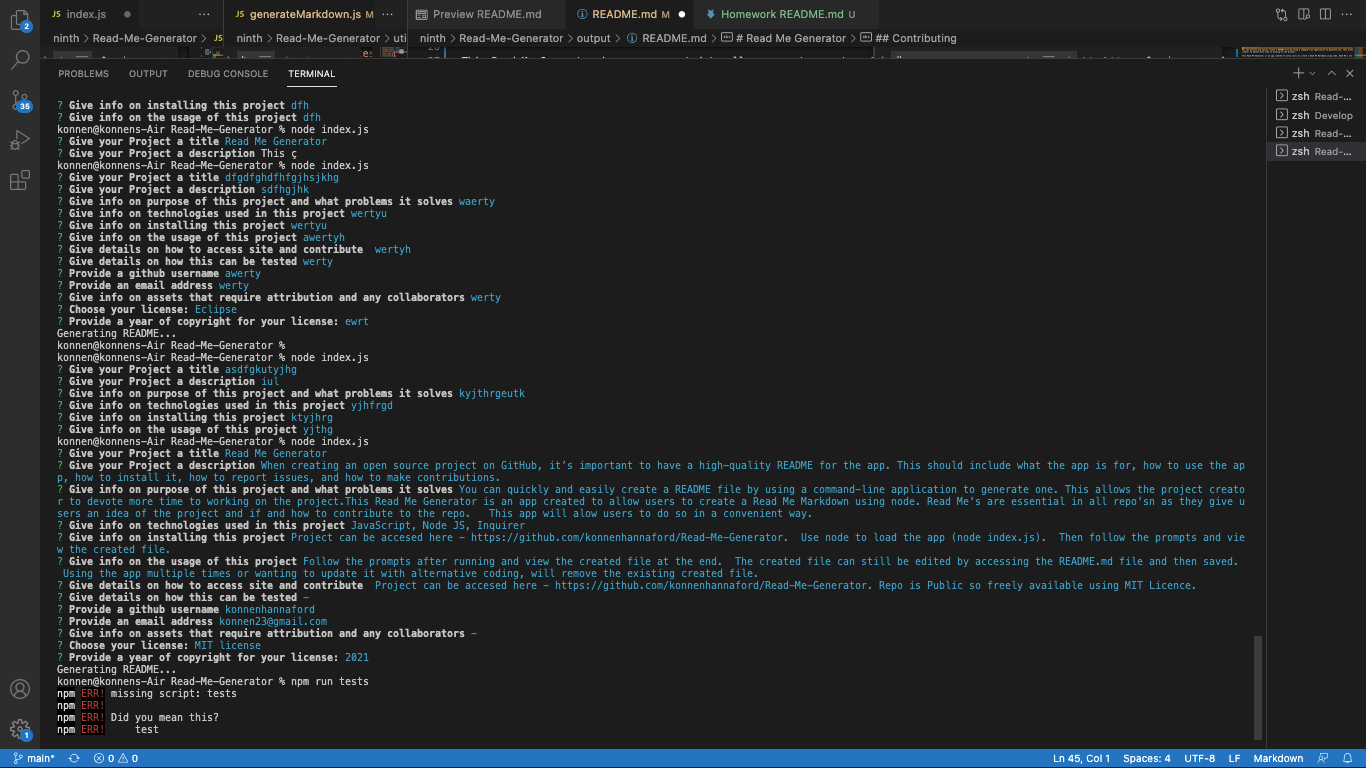 index.js
generateMarkdown.js M
Preview README.md
README.md M
Homework README.md U
ninth > Read-Me-Generator > JS
ninth > Read-Me-Generator > uti
ninth > Read-Me-Generator > output > README.md > # Read Me Generator > ## Contributing
PROBLEMS OUTPUT DEBUG CONSOLE TERMINAL
? Give info on installing this project dfh
? Give info on the usage of this project dfh
konnen@konnens-Air Read-Me-Generator % node index.js
? Give your Project a title Read Me Generator
? Give your Project a description This ç
konnen@konnens-Air Read-Me-Generator % node index.js
? Give your Project a title dfgdfghdfhfgjhsjkhg
? Give your Project a description sdfhgjhk
? Give info on purpose of this project and what problems it solves waerty
? Give info on technologies used in this project wertyu
? Give info on installing this project wertyu
? Give info on the usage of this project awertyh
? Give details on how to access site and contribute  wertyh
? Give details on how this can be tested werty
? Provide a github username awerty
? Provide an email address werty
? Give info on assets that require attribution and any collaborators werty
? Choose your license: Eclipse
? Provide a year of copyright for your license: ewrt
Generating README...
konnen@konnens-Air Read-Me-Generator %
konnen@konnens-Air Read-Me-Generator % node index.js
? Give your Project a title asdfgkutyjhg
? Give your Project a description iul
? Give info on purpose of this project and what problems it solves kyjthrgeutk
? Give info on technologies used in this project yjhfrgd
? Give info on installing this project ktyjhrg
? Give info on the usage of this project yjthg
konnen@konnens-Air Read-Me-Generator % node index.js
? Give your Project a title Read Me Generator
? Give your Project a description When creating an open source project on GitHub, it's important to have a high-quality README for the app. This should include what the app is for, how to use the ap
p, how to install it, how to report issues, and how to make contributions.
? Give info on purpose of this project and what problems it solves You can quickly and easily create a README file by using a command-line application to generate one. This allows the project creato
r to devote more time to working on the project.This Read Me Generator is an app created to allow users to create a Read Me Markdown using node. Read Me's are essential in all repo'sn as they give u
sers an idea of the project and if and how to contribute to the repo.   This app will alow users to do so in a convenient way.
? Give info on technologies used in this project JavaScript, Node JS, Inquirer
? Give info on installing this project Project can be accesed here - https://github.com/konnenhannaford/Read-Me-Generator.  Use node to load the app (node index.js).  Then follow the prompts and vie
w the created file.
? Give info on the usage of this project Follow the prompts after running and view the created file at the end.  The created file can still be edited by accessing the README.md file and then saved.
Using the app multiple times or wanting to update it with alternative coding, will remove the existing created file.
? Give details on how to access site and contribute  Project can be accesed here - https://github.com/konnenhannaford/Read-Me-Generator. Repo is Public so freely available using MIT Licence.
? Give details on how this can be tested -
? Provide a github username konnenhannaford
? Provide an email address konnen23@gmail.com
? Give info on assets that require attribution and any collaborators -
? Choose your license: MIT license
? Provide a year of copyright for your license: 2021
Generating README...
konnen@konnens-Air Read-Me-Generator % npm run tests
npm ERR! missing script: tests
npm ERR!
npm ERR! Did you mean this?
npm ERR!     test
zsh Read-...
zsh Develop
zsh Read-...
zsh Read-...
2
35
1
main* 0 0
Ln 45, Col 1 Spaces: 4 UTF-8 LF Markdown